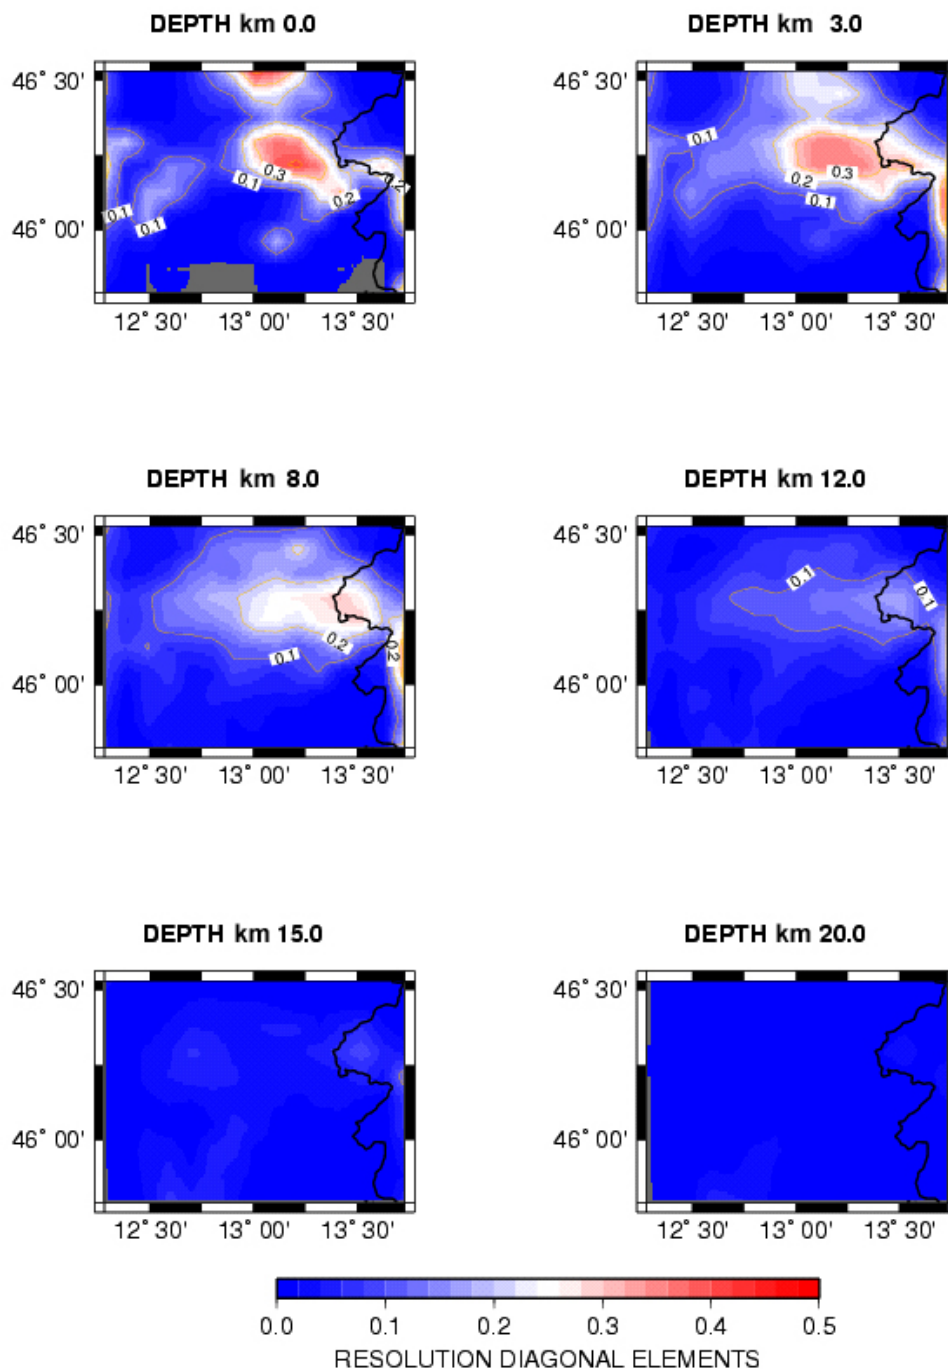 DEPTH km 0.0
DEPTH km 3.0
46° 30'
0.3
0.1
0.2
0.2
0.1
0.1
46° 00'
12° 30' 13° 00' 13° 30'
46° 30'
0.1
0.3
0.2
0.1
46° 00'
12° 30' 13° 00' 13° 30'
DEPTH km 8.0
DEPTH km 12.0
46° 30'
0.2
0.1
0.2
46° 00'
12° 30' 13° 00' 13° 30'
46° 30'
0.1
0.1
46° 00'
12° 30' 13° 00' 13° 30'
DEPTH km 15.0
DEPTH km 20.0
46° 30'
46° 00'
12° 30' 13° 00' 13° 30'
46° 30'
46° 00'
12° 30' 13° 00' 13° 30'
0.0 0.1 0.2 0.3 0.4 0.5
RESOLUTION DIAGONAL ELEMENTS